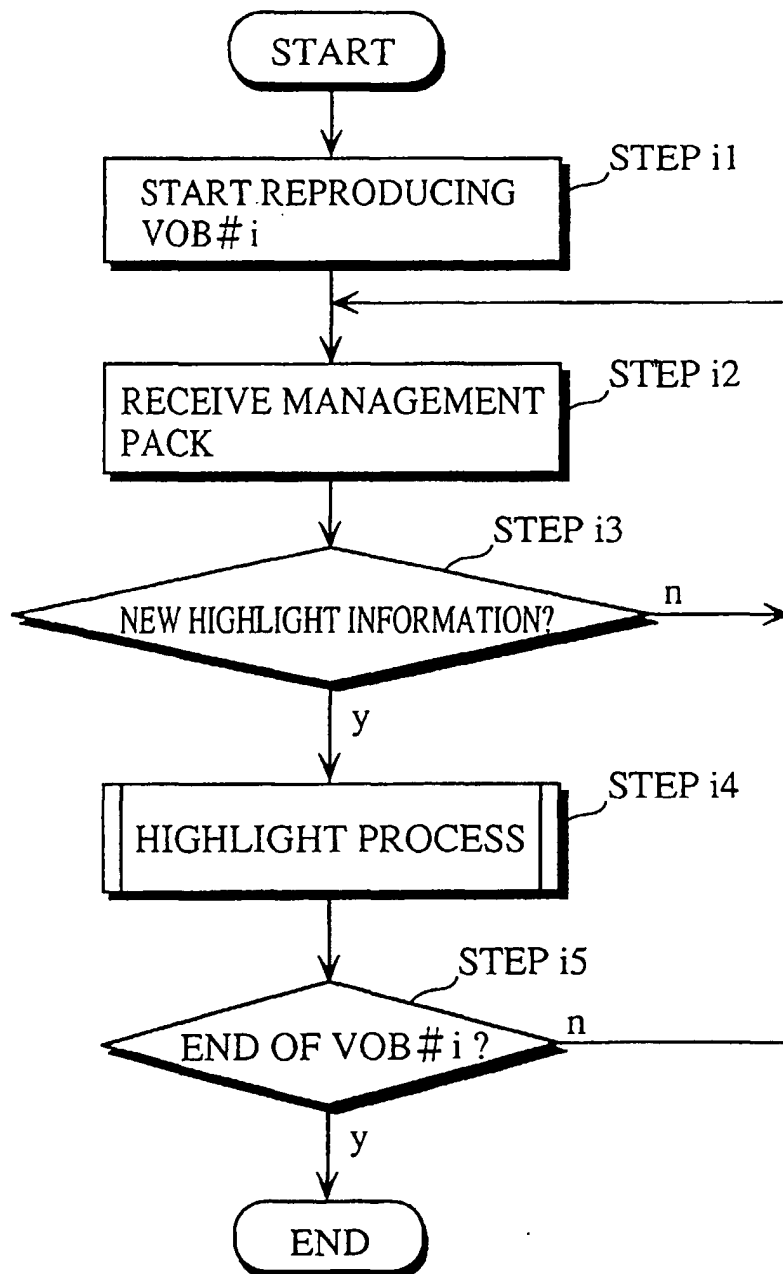 START
STEP i1
START REPRODUCING
VOB# i
STEP i2
RECEIVE MANAGEMENT
PACK
STEP i3
NEW HIGHLIGHT INFORMATION?
n
y
STEP i4
HIGHLIGHT PROCESS
STEP i5
END OF VOB# i ?
n
y
END